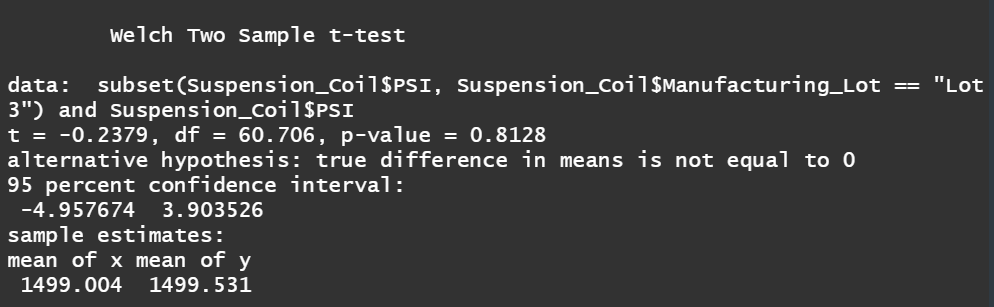 Welch Two Sample t-test
data:  subset(Suspension_Coil$PSI, Suspension_Coil$Manufacturing_Lot == "Lot
3") and Suspension_Coil$PSI
t = -0.2379, df = 60.706, p-value = 0.8128
alternative hypothesis: true difference in means is not equal to 0
95 percent confidence interval:
 -4.957674  3.903526
sample estimates:
mean of x mean of y
 1499.004  1499.531